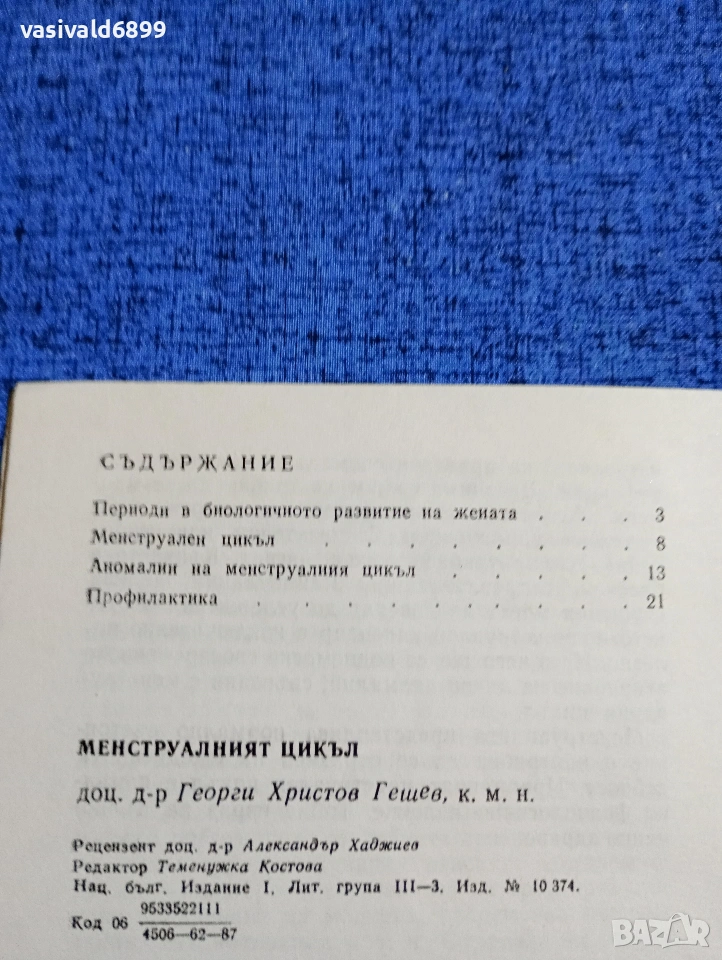 vasivald6899
СЪДЪРЖАНИЕ
Периоди в биологичното развитие на жената . . . 3
Менструален цикъл . . . . . . . . 8
Аномалии на менструалния цикъл . . . . . 13
Профилактика . . . . . . . . . . . 21
МЕНСТРУАЛНИЯТ ЦИКЪЛ
доц. д-р Георги Христов Гешев, к. м. н.
Рецензент доц. д-р Александър Хаджиев
Редактор Теменужка Костова
Нац. бълг. Издание I. Лит. група III—3. Изд. № 10 374.
Код 06 9533522111
4506—62—87
BAZAR